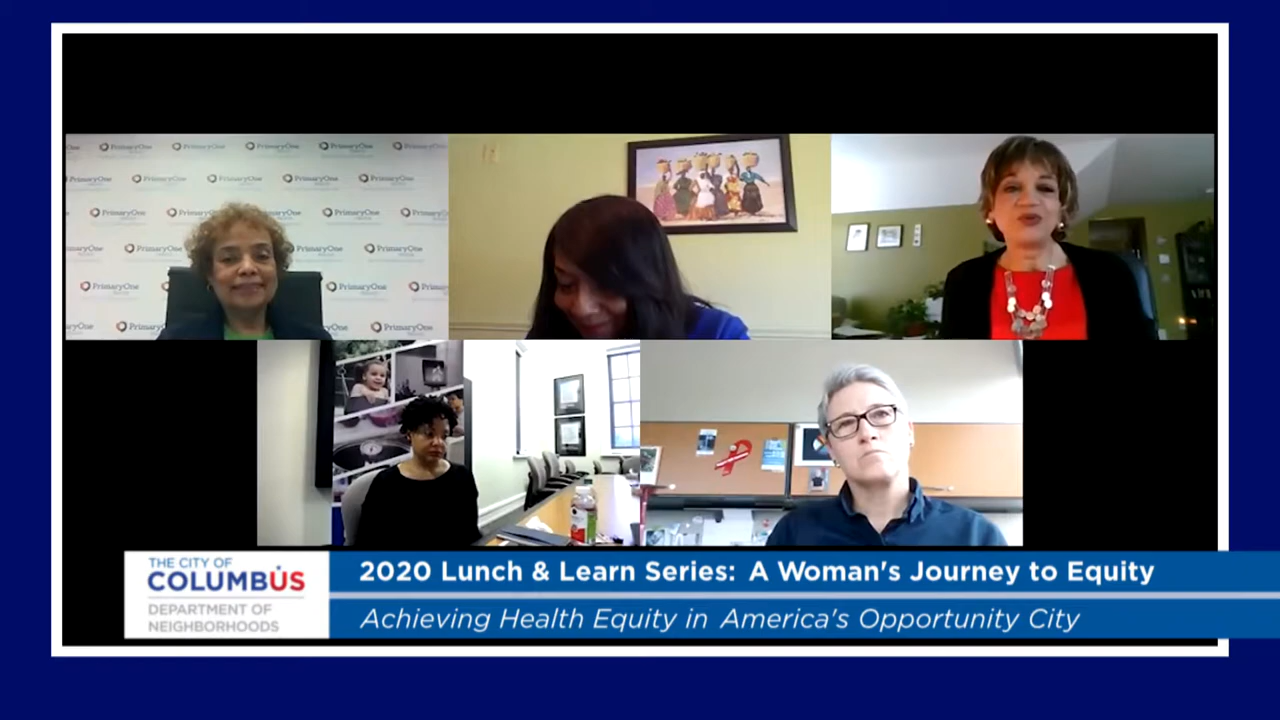 PrimaryOne
THE CITY OF
COLUMBUS
DEPARTMENT OF
NEIGHBORHOODS
2020 Lunch & Learn Series: A Woman's Journey to Equity
Achieving Health Equity in America's Opportunity City